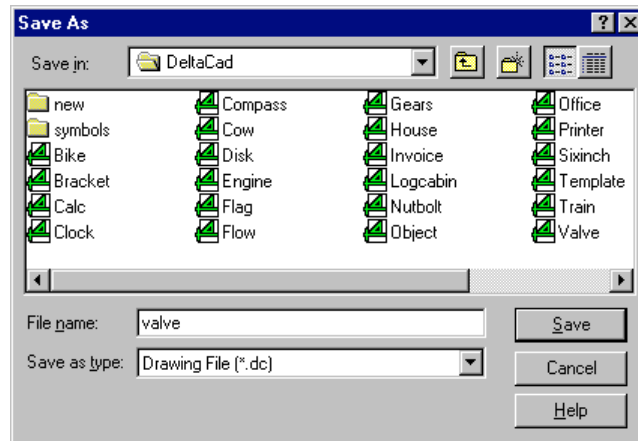 Save As
Save in: DeltaCad
new Compass Gears Office
symbols Cow House Printer
Bike Disk Invoice Sixinch
Bracket Engine Logcabin Template
Calc Flag Nutbolt Train
Clock Flow Object Valve
File name: valve Save
Save as type: Drawing File (*.dc) Cancel
Help